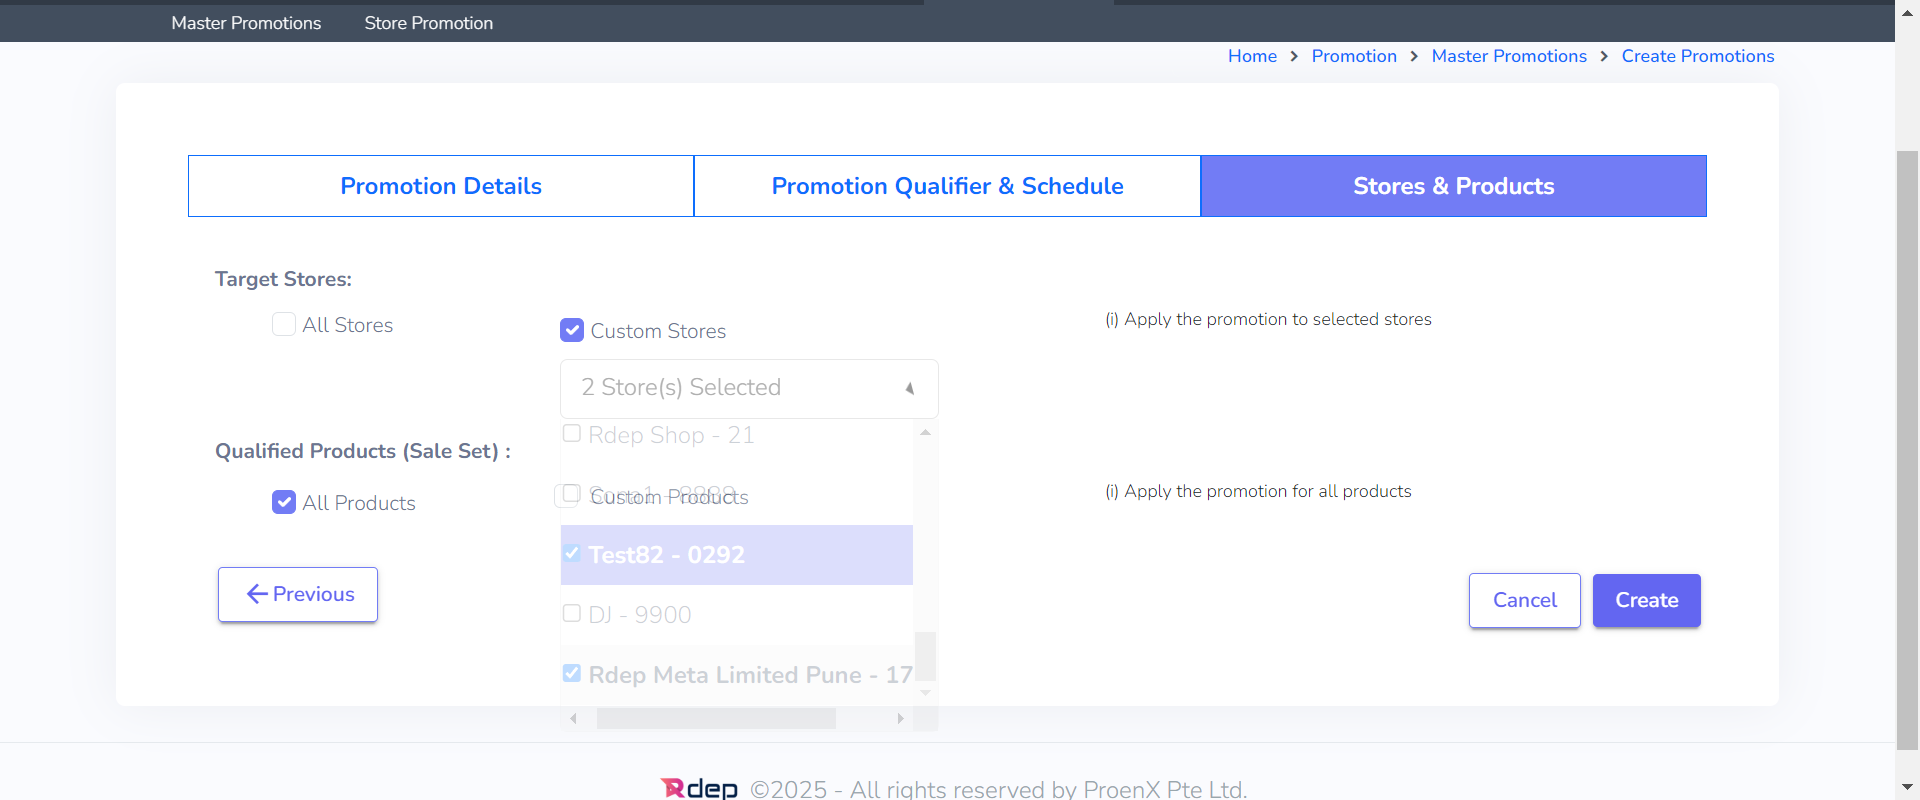 Master Promotions Store Promotion
Home > Promotion > Master Promotions > Create Promotions
Promotion Details Promotion Qualifier & Schedule Stores & Products
Target Stores:
All Stores Custom Stores (i) Apply the promotion to selected stores
2 Store(s) Selected
Rdep Shop - 21
Qualified Products (Sale Set) :
All Products Custom Products (i) Apply the promotion for all products
Test82 - 0292
DJ - 9900
Rdep Meta Limited Pune - 17
Previous Cancel Create
Rdep ©2025 - All rights reserved by ProenX Pte Ltd.